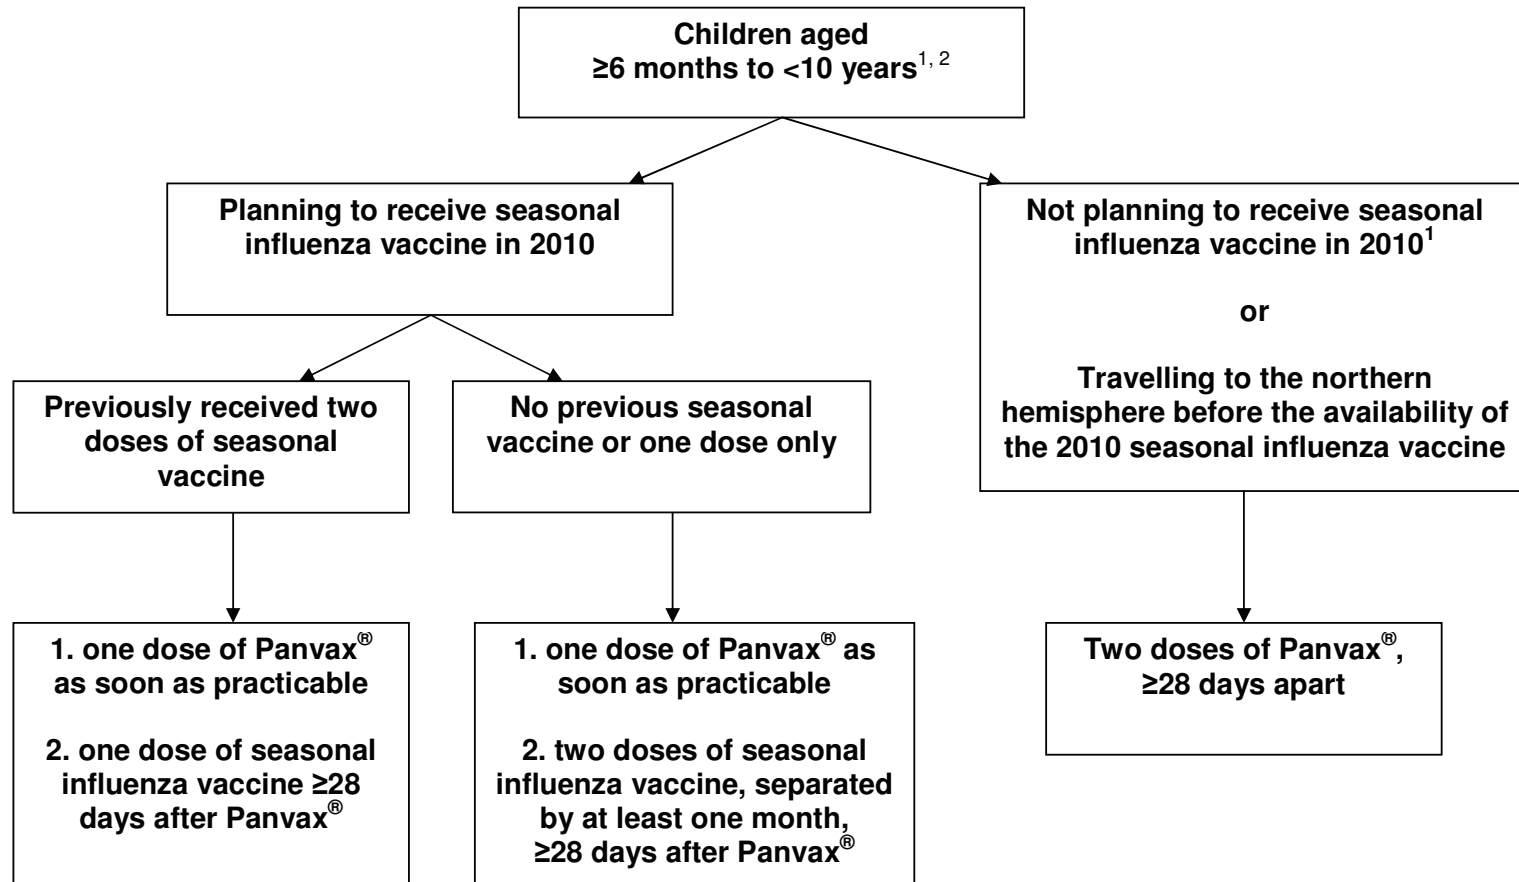 Children aged
≥6 months to <10 years1, 2
Planning to receive seasonal
influenza vaccine in 2010
Not planning to receive seasonal
influenza vaccine in 20101
or
Travelling to the northern
hemisphere before the availability of
the 2010 seasonal influenza vaccine
Previously received two
doses of seasonal
vaccine
No previous seasonal
vaccine or one dose only
1. one dose of Panvax®
as soon as practicable
2. one dose of seasonal
influenza vaccine ≥28
days after Panvax®
1. one dose of Panvax® as
soon as practicable
2. two doses of seasonal
influenza vaccine, separated
by at least one month,
≥28 days after Panvax®
Two doses of Panvax®,
≥28 days apart